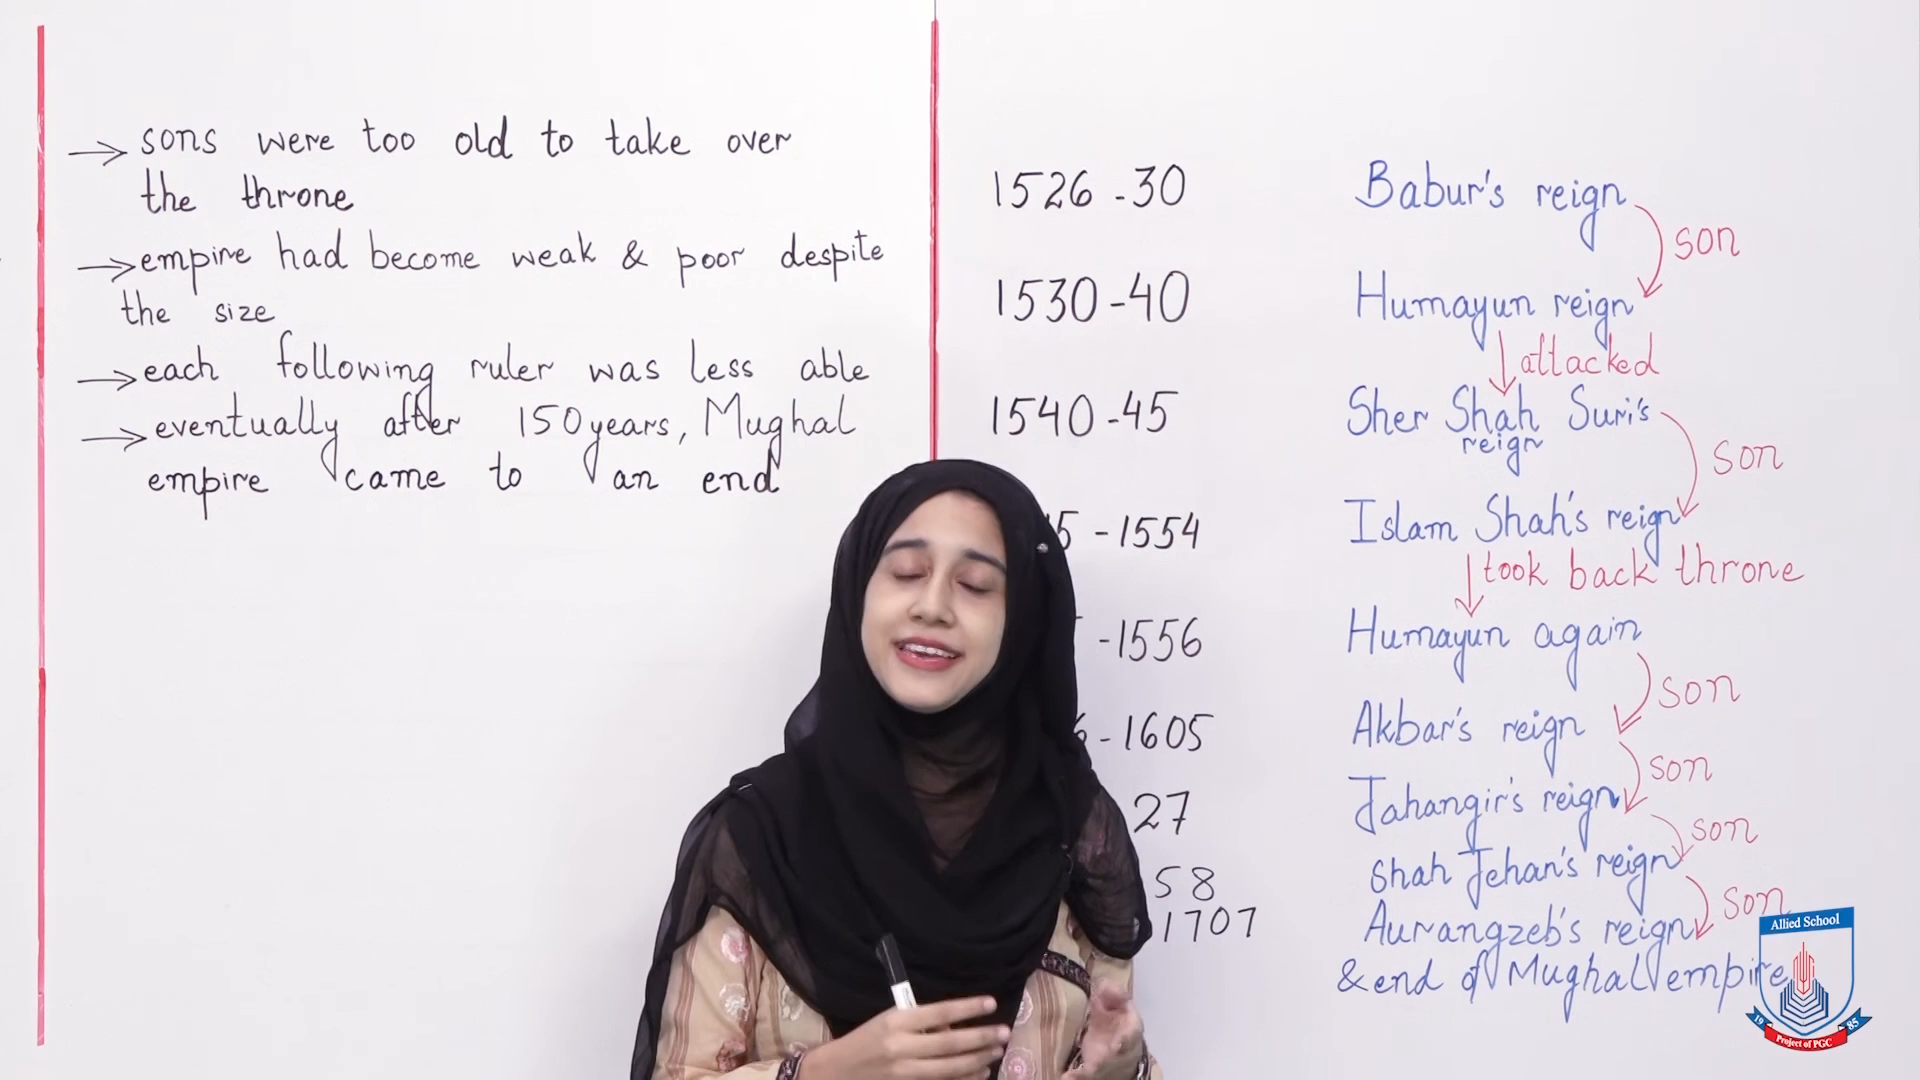 → sons were too old to take over
the throne
→ empire had become weak & poor despite
the size
→ each following ruler was less able
→ eventually after 150years, Mughal
empire came to an end
1526 - 30 Babur's reign
son
1530 - 40 Humayun reign
attacked
1540 - 45 Sher Shah Suri's
reign
son
5 - 1554 Islam Shah's reign
took back throne
- 1556 Humayun again
son
- 1605 Akbar's reign
son
27 Jahangir's reign
son
58 Shah Jehan's reign
son
1707 Aurangzeb's reign
& end of Mughal empire
Allied School
19 85
Project of PGC